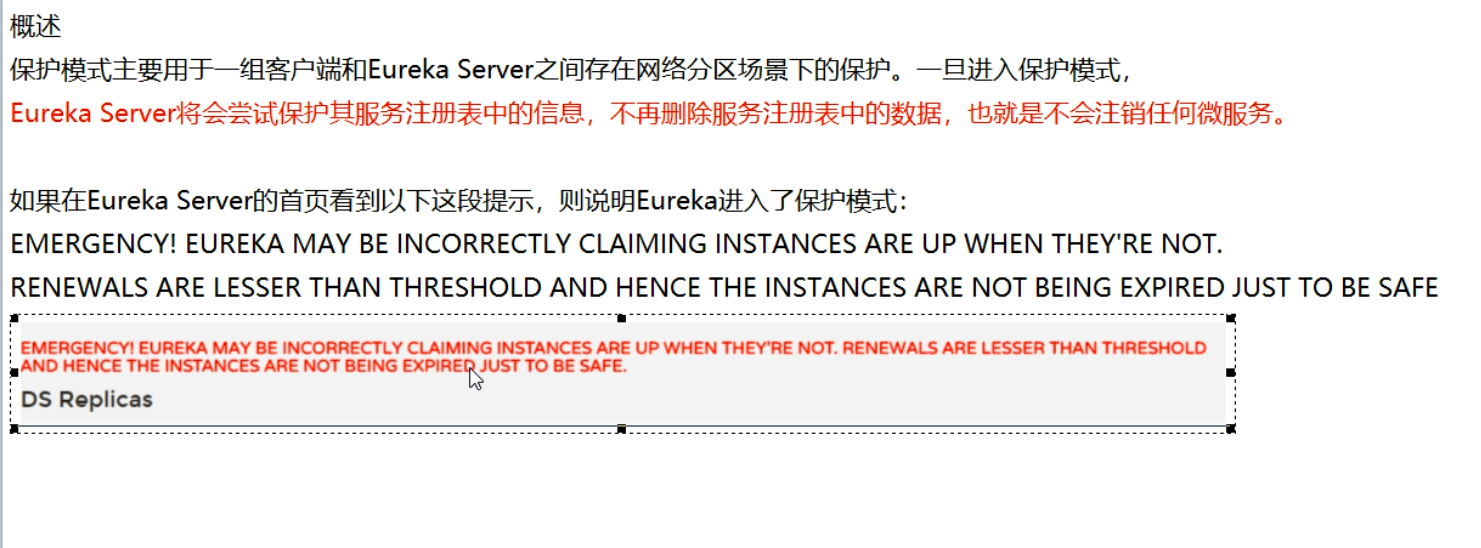 概述
保护模式主要用于一组客户端和Eureka Server之间存在网络分区场景下的保护。一旦进入保护模式，
Eureka Server将会尝试保护其服务注册表中的信息，不再删除服务注册表中的数据，也就是不会注销任何微服务。
如果在Eureka Server的首页看到以下这段提示，则说明Eureka进入了保护模式：
EMERGENCY! EUREKA MAY BE INCORRECTLY CLAIMING INSTANCES ARE UP WHEN THEY'RE NOT.
RENEWALS ARE LESSER THAN THRESHOLD AND HENCE THE INSTANCES ARE NOT BEING EXPIRED JUST TO BE SAFE
EMERGENCY! EUREKA MAY BE INCORRECTLY CLAIMING INSTANCES ARE UP WHEN THEY'RE NOT. RENEWALS ARE LESSER THAN THRESHOLD
AND HENCE THE INSTANCES ARE NOT BEING EXPIRED JUST TO BE SAFE.
DS Replicas